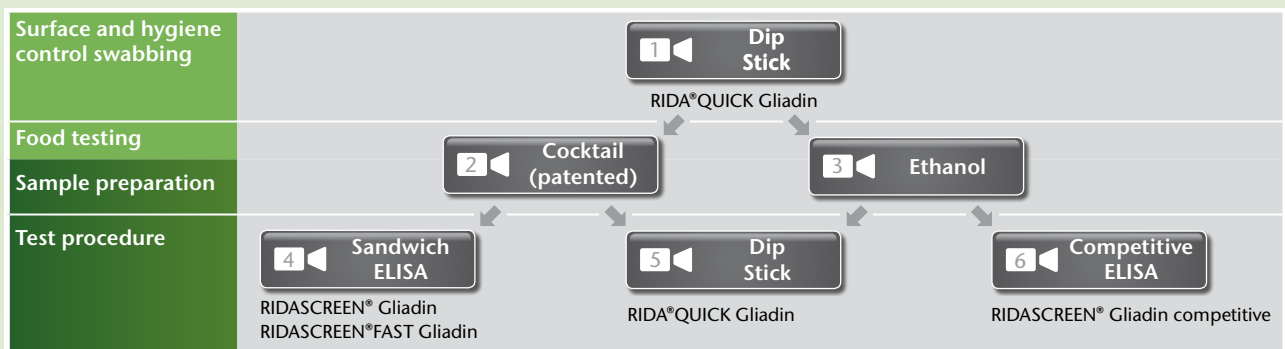 Surface and hygiene
control swabbing
1
Dip
Stick
RIDA®QUICK Gliadin
Food testing
Sample preparation
2
Cocktail
(patented)
3
Ethanol
Test procedure
4
Sandwich
ELISA
RIDASCREEN® Gliadin
RIDASCREEN®FAST Gliadin
5
Dip
Stick
RIDA®QUICK Gliadin
6
Competitive
ELISA
RIDASCREEN® Gliadin competitive